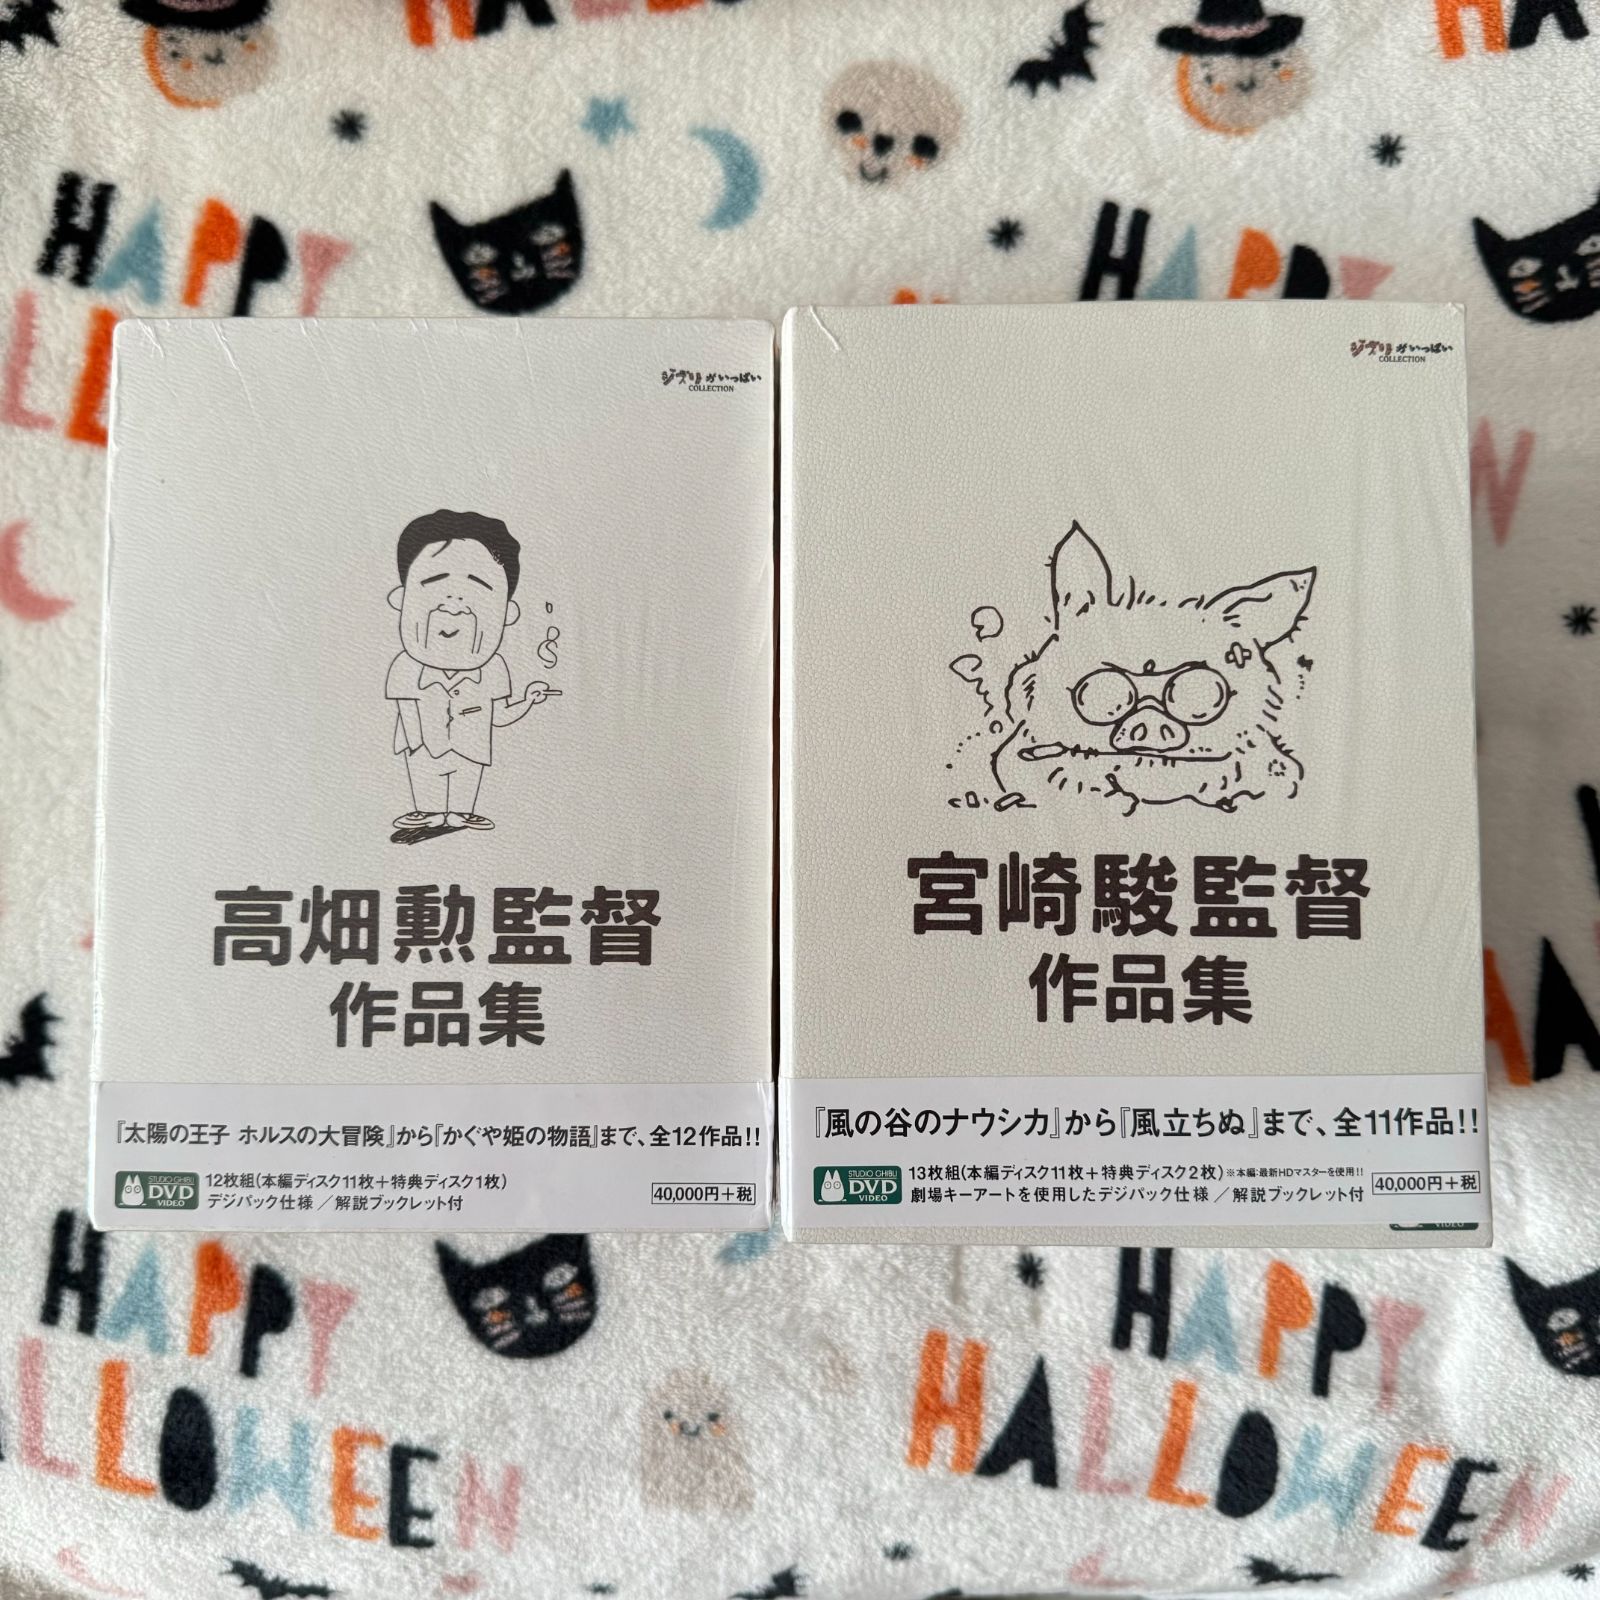 HAPPY
HAPPY
HALLOWEEN
ジブリがいっぱい
COLLECTION
高畑勲監督
作品集
『太陽の王子 ホルスの大冒険』から『かぐや姫の物語』まで、全12作品!!
STUDIO GHIBLI
DVD
VIDEO
12枚組(本編ディスク11枚+特典ディスク1枚)
デジパック仕様/解説ブックレット付
40,000円+税
ジブリがいっぱい
COLLECTION
宮崎駿監督
作品集
『風の谷のナウシカ』から『風立ちぬ』まで、全11作品!!
STUDIO GHIBLI
DVD
VIDEO
13枚組(本編ディスク11枚+特典ディスク2枚)※本編:最新HDマスターを使用!!
劇場キーアートを使用したデジパック仕様/解説ブックレット付
40,000円+税
VIDEO
HAPPY
HALLOWEEN
HAPPY
HALLOWEEN